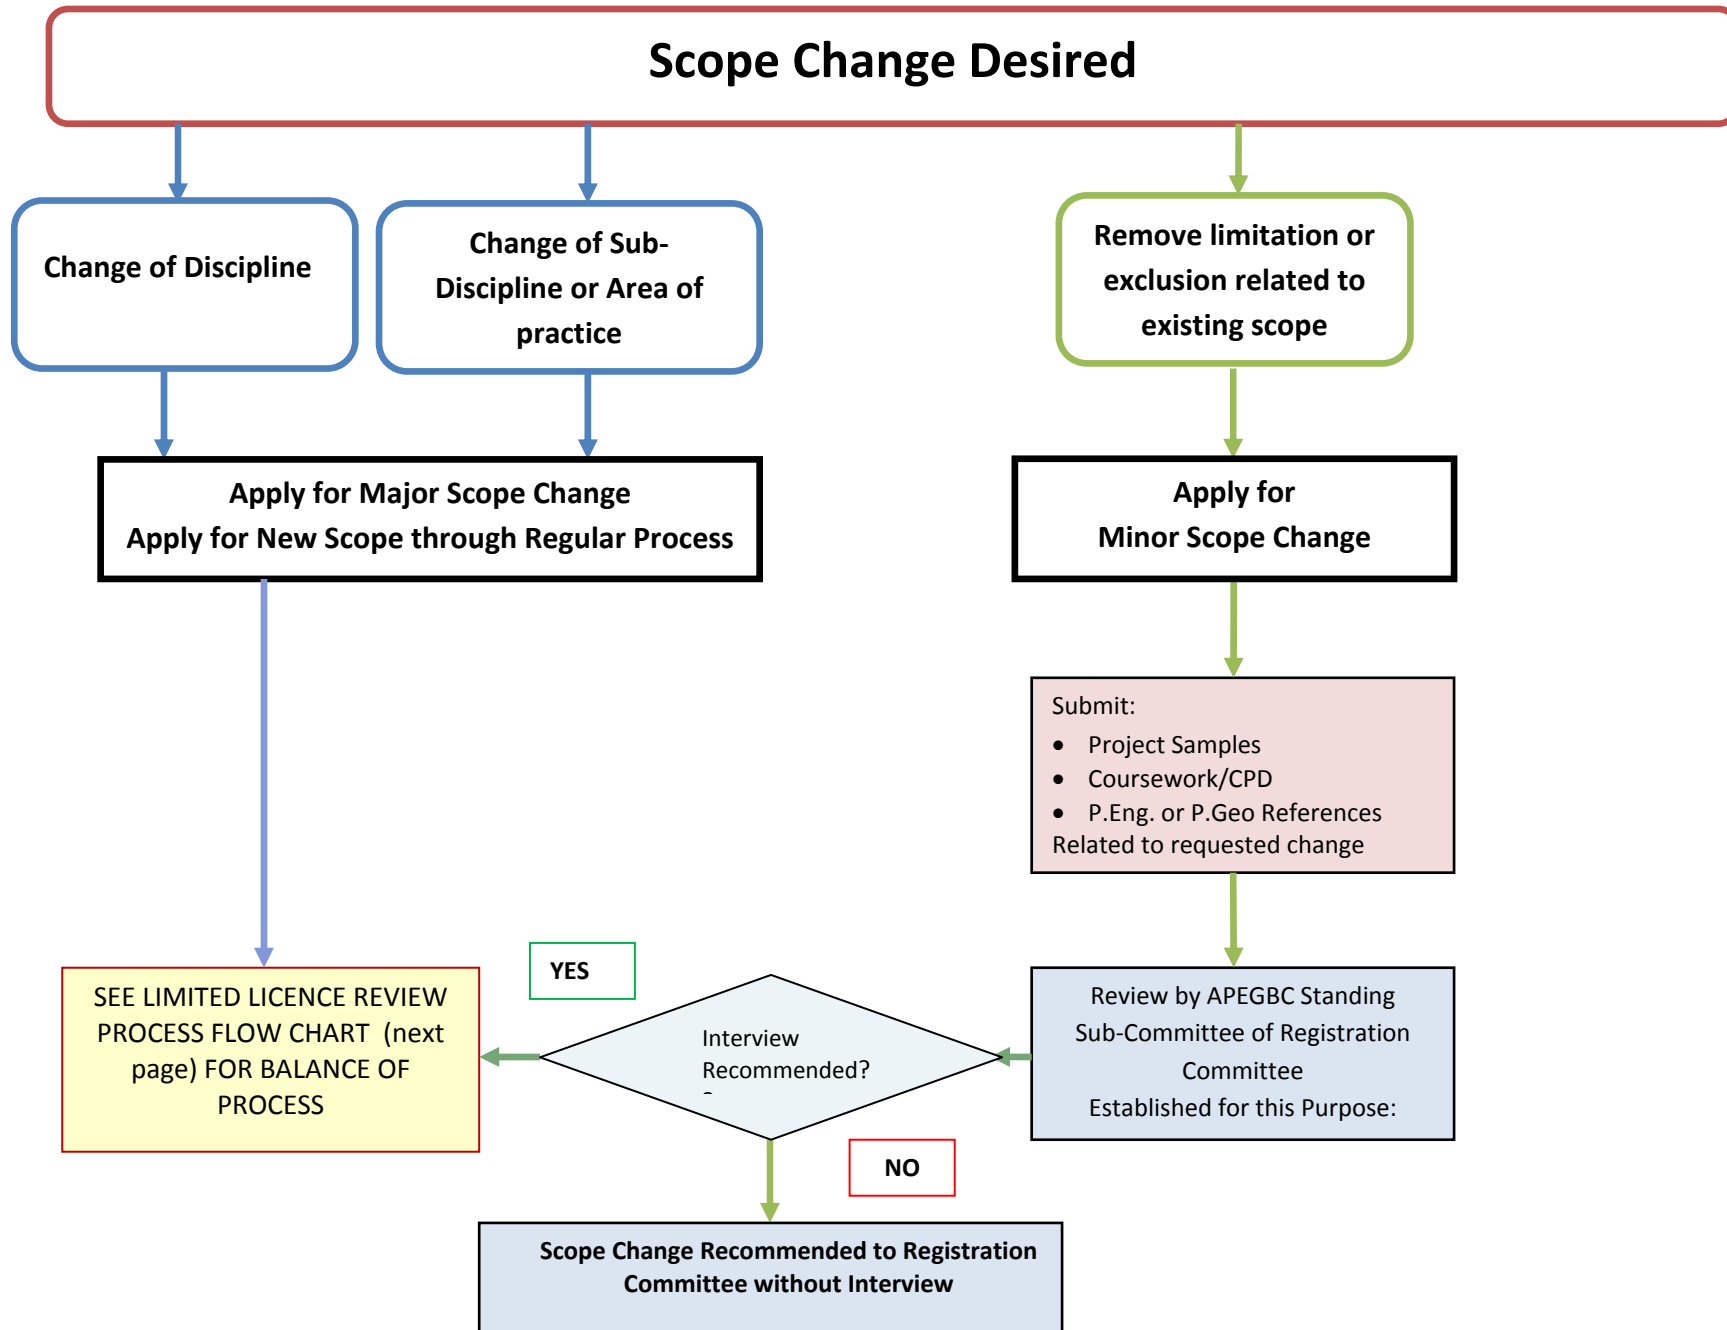 Scope Change Desired
Change of Discipline
Change of Sub-
Discipline or Area of
practice
Remove limitation or
exclusion related to
existing scope
Apply for Major Scope Change
Apply for New Scope through Regular Process
Apply for
Minor Scope Change
Submit:
• Project Samples
• Coursework/CPD
• P.Eng. or P.Geo References
Related to requested change
YES
SEE LIMITED LICENCE REVIEW
PROCESS FLOW CHART (next
page) FOR BALANCE OF
PROCESS
Interview
Recommended?
Review by APEGBC Standing
Sub-Committee of Registration
Committee
Established for this Purpose:
NO
Scope Change Recommended to Registration
Committee without Interview